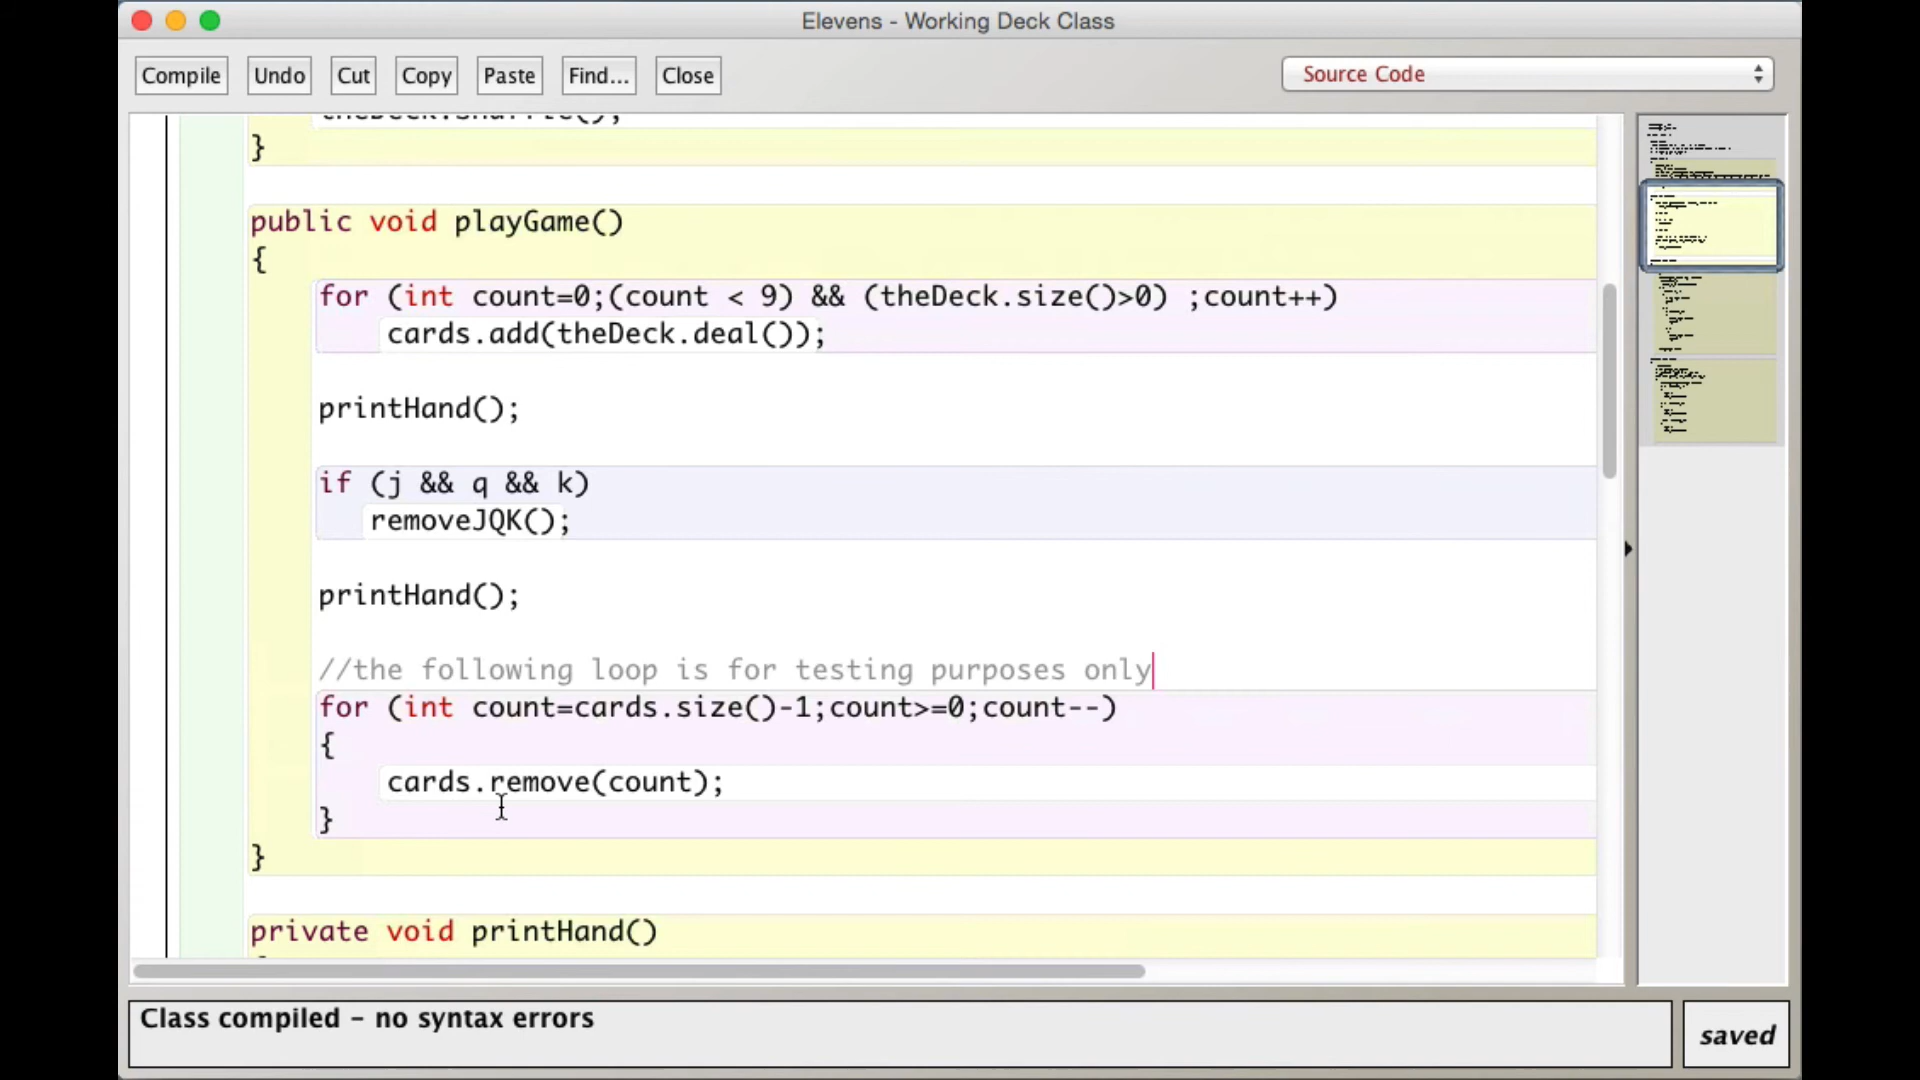 Elevens - Working Deck Class
Compile Undo Cut Copy Paste Find... Close Source Code
theDeck.shuffle();
}
public void playGame()
{
for (int count=0;(count < 9) && (theDeck.size()>0) ;count++)
cards.add(theDeck.deal());
printHand();
if (j && q && k)
removeJQK();
printHand();
//the following loop is for testing purposes only
for (int count=cards.size()-1;count>=0;count--)
{
cards.remove(count);
}
}
private void printHand()
Class compiled - no syntax errors
saved